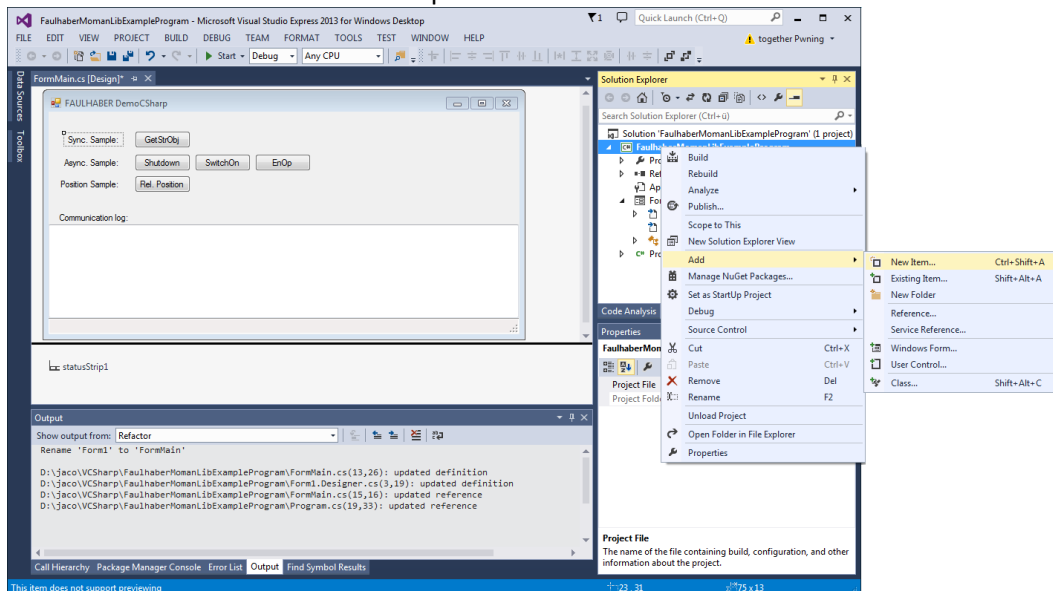 FaulhaberMomanLibExampleProgram - Microsoft Visual Studio Express 2013 for Windows Desktop
1
Quick Launch (Ctrl+Q)
FILE EDIT VIEW PROJECT BUILD DEBUG TEAM FORMAT TOOLS TEST WINDOW HELP
together Pwning
Start Debug Any CPU
Data Sources
Toolbox
FormMain.cs [Design]*
FAULHABER DemoCSharp
Sync. Sample: GetStrObj
Async. Sample: Shutdown SwitchOn EnOp
Position Sample: Rel. Position
Communication log:
statusStrip1
Output
Show output from: Refactor
Rename 'Form1' to 'FormMain'
D:\jaco\VCSharp\FaulhaberMomanLibExampleProgram\FormMain.cs(13,26): updated definition
D:\jaco\VCSharp\FaulhaberMomanLibExampleProgram\Form1.Designer.cs(3,19): updated definition
D:\jaco\VCSharp\FaulhaberMomanLibExampleProgram\FormMain.cs(15,16): updated reference
D:\jaco\VCSharp\FaulhaberMomanLibExampleProgram\Program.cs(19,33): updated reference
Call Hierarchy Package Manager Console Error List Output Find Symbol Results
Solution Explorer
Search Solution Explorer (Ctrl+ü)
Solution 'FaulhaberMomanLibExampleProgram' (1 project)
FaulhaberMomanLibExampleProgram
Pro
Ref
Ap
For
C# Pro
Code Analysis
Properties
FaulhaberMon
Project File
Project Folde
Project File
The name of the file containing build, configuration, and other
information about the project.
Build
Rebuild
Analyze
Publish...
Scope to This
New Solution Explorer View
Add
Manage NuGet Packages...
Set as StartUp Project
Debug
Source Control
Cut Ctrl+X
Paste Ctrl+V
Remove Del
Rename F2
Unload Project
Open Folder in File Explorer
Properties
New Item... Ctrl+Shift+A
Existing Item... Shift+Alt+A
New Folder
Reference...
Service Reference...
Windows Form...
User Control...
Class... Shift+Alt+C
This item does not support previewing
23 , 31
75 x 13